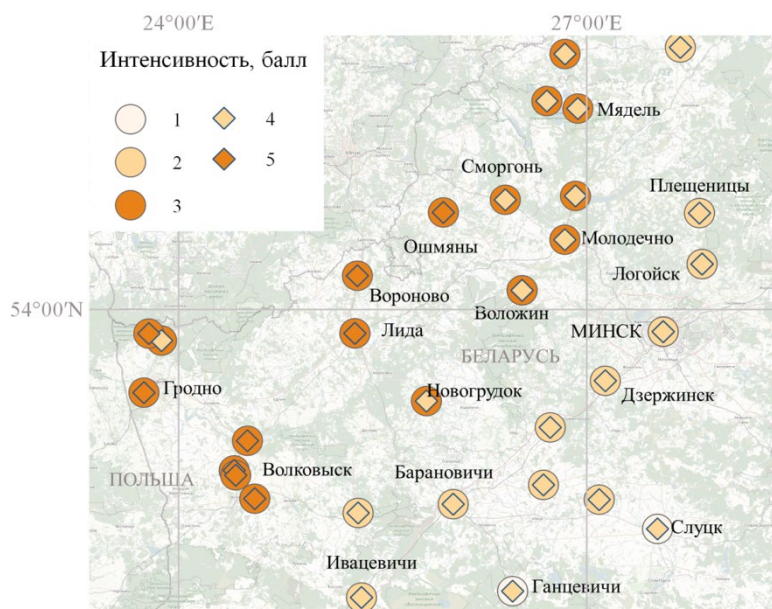 24°00′E
27°00′E
Интенсивность, балл
1
4
2
5
3
Мядель
Сморгонь
Плещеницы
Ошмяны
Молодечно
Логойск
Вороново
54°00′N
Воложин
Лида
МИНСК
БЕЛАРУСЬ
Гродно
Новогрудок
Дзержинск
ПОЛЬША
Волковыск
Барановичи
Слуцк
Ивацевичи
Ганцевичи